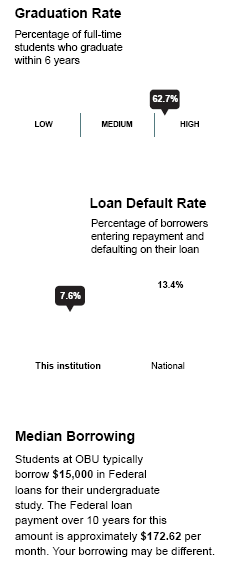 Graduation Rate
Percentage of full-time
students who graduate
within 6 years
62.7%
LOW MEDIUM HIGH
Loan Default Rate
Percentage of borrowers
entering repayment and
defaulting on their loan
13.4%
7.6%
This institution National
Median Borrowing
Students at OBU typically
borrow $15,000 in Federal
loans for their undergraduate
study. The Federal loan
payment over 10 years for this
amount is approximately $172.62 per
month. Your borrowing may be different.